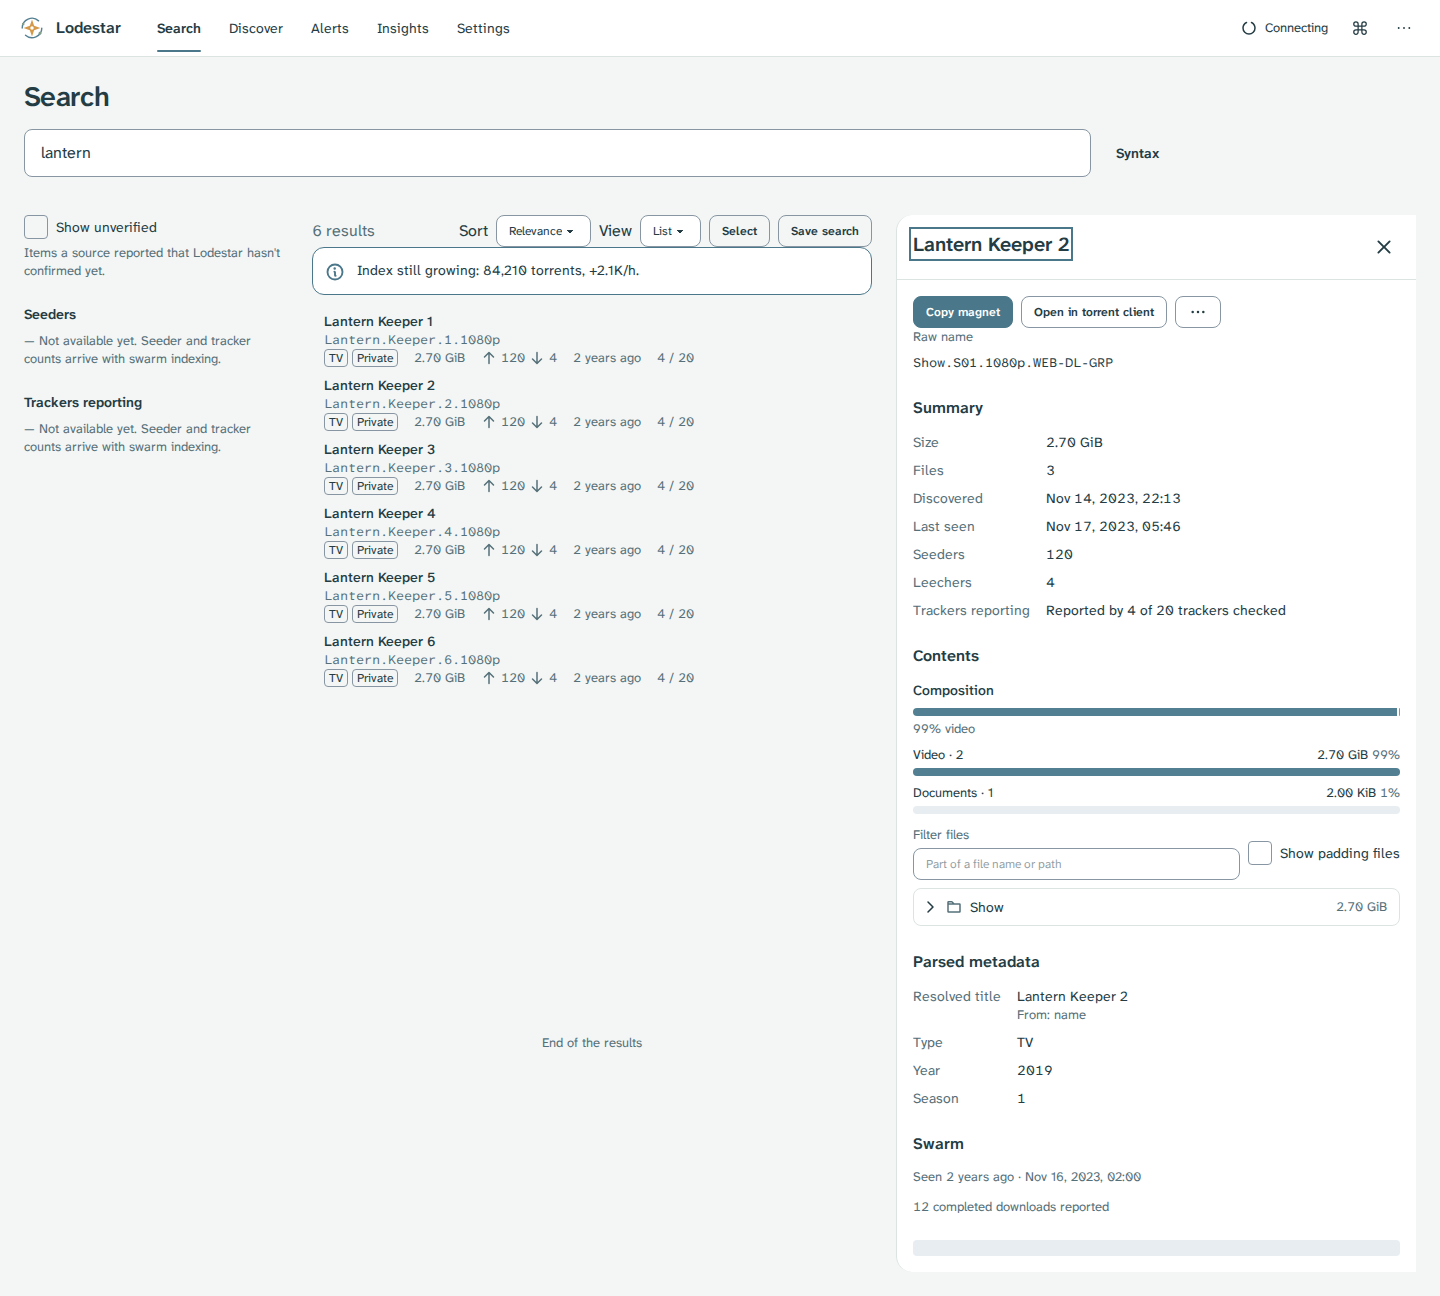 Lodestar
Search
Discover
Alerts
Insights
Settings
Connecting
Search
lantern
Syntax
Show unverified
Items a source reported that Lodestar hasn't
confirmed yet.
Seeders
— Not available yet. Seeder and tracker
counts arrive with swarm indexing.
Trackers reporting
— Not available yet. Seeder and tracker
counts arrive with swarm indexing.
6 results
Sort
Relevance
View
List
Select
Save search
Index still growing: 84,210 torrents, +2.1K/h.
Lantern Keeper 1
Lantern.Keeper.1.1080p
TV Private 2.70 GiB ↑ 120 ↓ 4 2 years ago 4 / 20
Lantern Keeper 2
Lantern.Keeper.2.1080p
TV Private 2.70 GiB ↑ 120 ↓ 4 2 years ago 4 / 20
Lantern Keeper 3
Lantern.Keeper.3.1080p
TV Private 2.70 GiB ↑ 120 ↓ 4 2 years ago 4 / 20
Lantern Keeper 4
Lantern.Keeper.4.1080p
TV Private 2.70 GiB ↑ 120 ↓ 4 2 years ago 4 / 20
Lantern Keeper 5
Lantern.Keeper.5.1080p
TV Private 2.70 GiB ↑ 120 ↓ 4 2 years ago 4 / 20
Lantern Keeper 6
Lantern.Keeper.6.1080p
TV Private 2.70 GiB ↑ 120 ↓ 4 2 years ago 4 / 20
End of the results
Lantern Keeper 2
Copy magnet
Open in torrent client
Raw name
Show.S01.1080p.WEB-DL-GRP
Summary
Size 2.70 GiB
Files 3
Discovered Nov 14, 2023, 22:13
Last seen Nov 17, 2023, 05:46
Seeders 120
Leechers 4
Trackers reporting Reported by 4 of 20 trackers checked
Contents
Composition
99% video
Video · 2 2.70 GiB 99%
Documents · 1 2.00 KiB 1%
Filter files
Part of a file name or path
Show padding files
Show 2.70 GiB
Parsed metadata
Resolved title Lantern Keeper 2
From: name
Type TV
Year 2019
Season 1
Swarm
Seen 2 years ago · Nov 16, 2023, 02:00
12 completed downloads reported